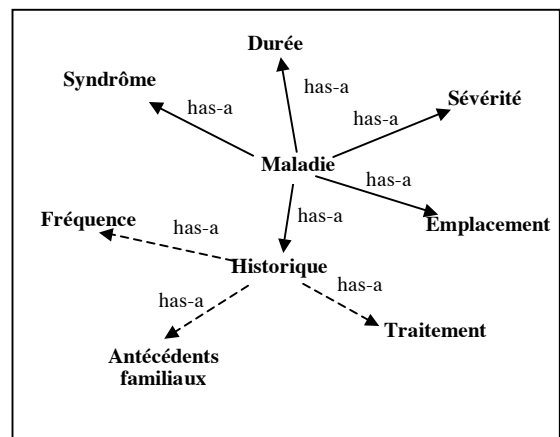 Durée
Syndrôme
has-a
has-a
Sévérité
has-a
Maladie
has-a
Emplacement
has-a
Fréquence
has-a
Historique
has-a
has-a
Traitement
Antécédents
familiaux